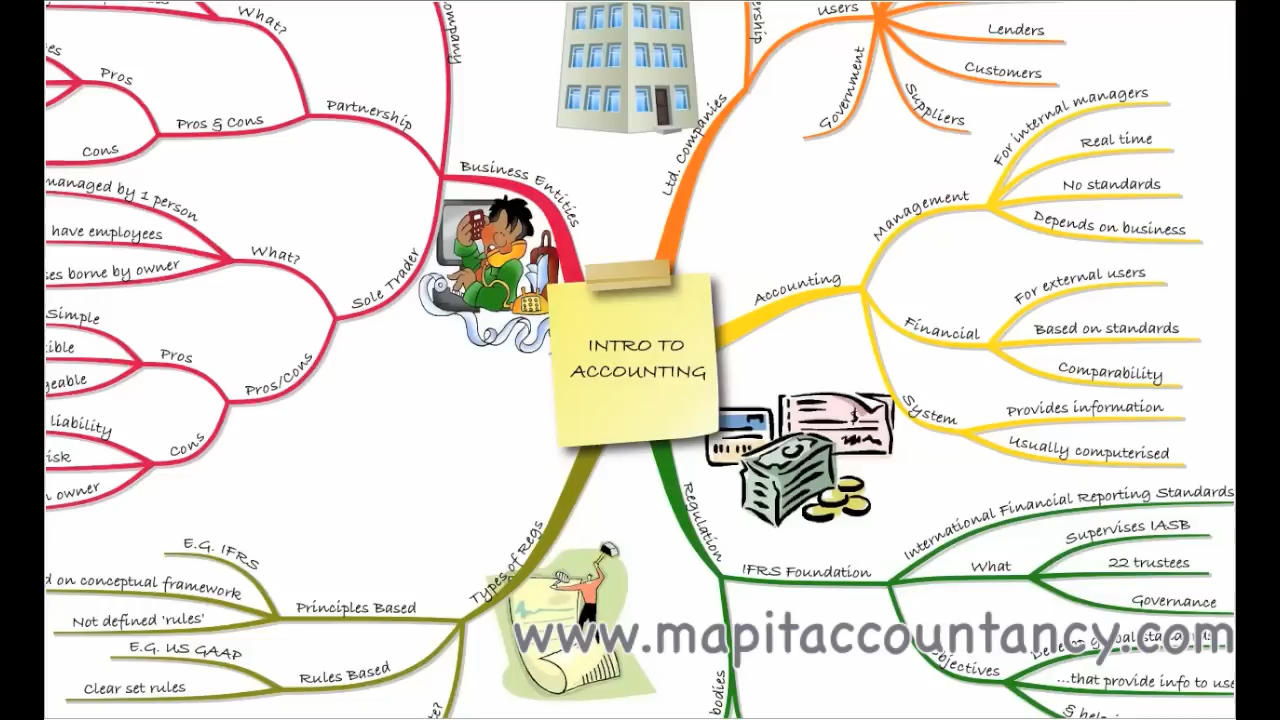 INTRO TO
ACCOUNTING
Business Entities
Company
Partnership
What?
Pros & Cons
Pros
Cons
Sole Trader
What?
managed by 1 person
have employees
borne by owner
Pros/Cons
Pros
Simple
Cons
liability
owner
Ltd. Companies
Users
Lenders
Customers
Suppliers
Government
Accounting
Management
For internal managers
Real time
No standards
Depends on business
Financial
For external users
Based on standards
Comparability
System
Provides information
Usually computerised
Regulation
IFRS Foundation
International Financial Reporting Standards
What
Supervises IASB
22 trustees
Governance
Objectives
...that provide info to
bodies
Types of Regs
Principles Based
E.G. IFRS
on conceptual framework
Not defined 'rules'
Rules Based
E.G. US GAAP
Clear set rules
www.mapitaccountancy.com